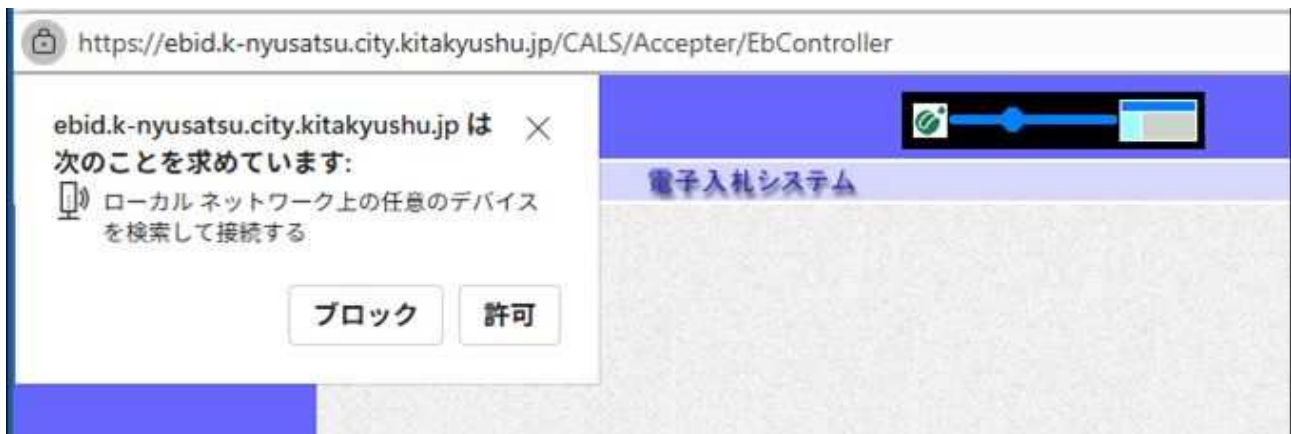 https://ebid.k-nyusatsu.city.kitakyushu.jp/CALS/Accepter/EbController
ebid.k-nyusatsu.city.kitakyushu.jp は
次のことを求めています:
ローカル ネットワーク上の任意のデバイス
を検索して接続する
ブロック 許可
電子入札システム